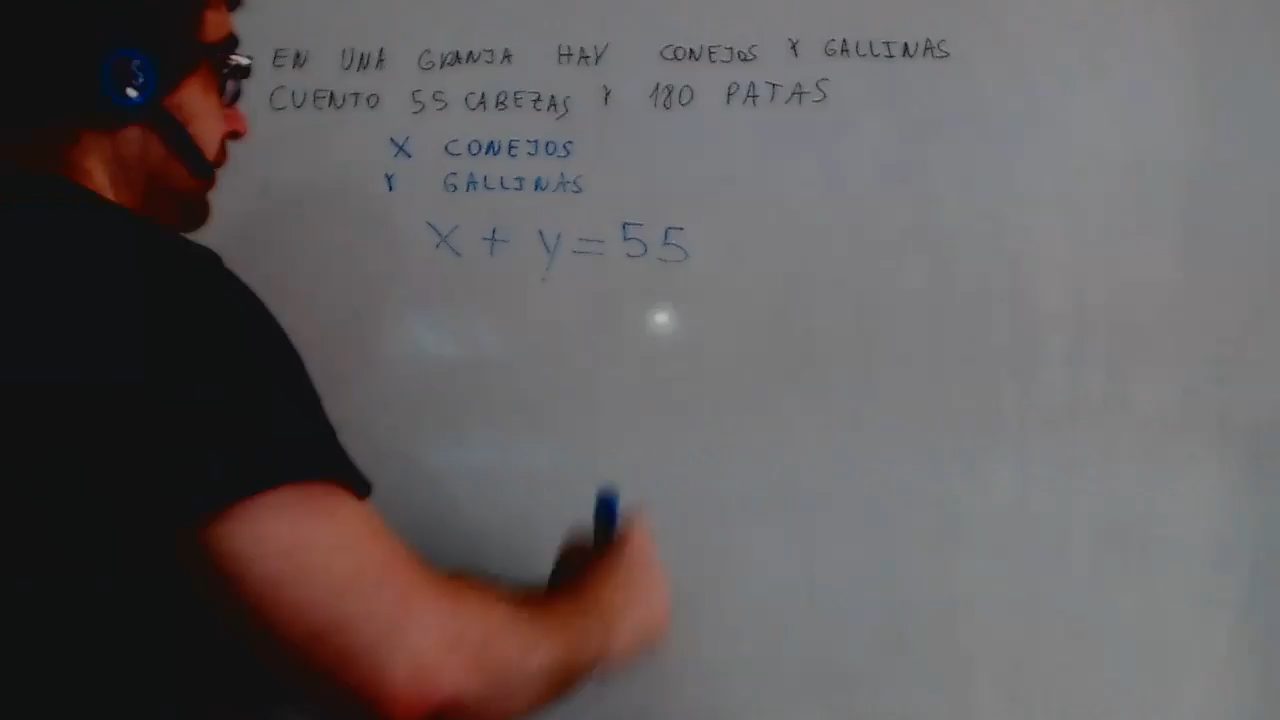 EN UNA GRANJA HAY CONEJOS Y GALLINAS
CUENTO 55 CABEZAS Y 180 PATAS
X CONEJOS
Y GALLINAS
x + y = 55